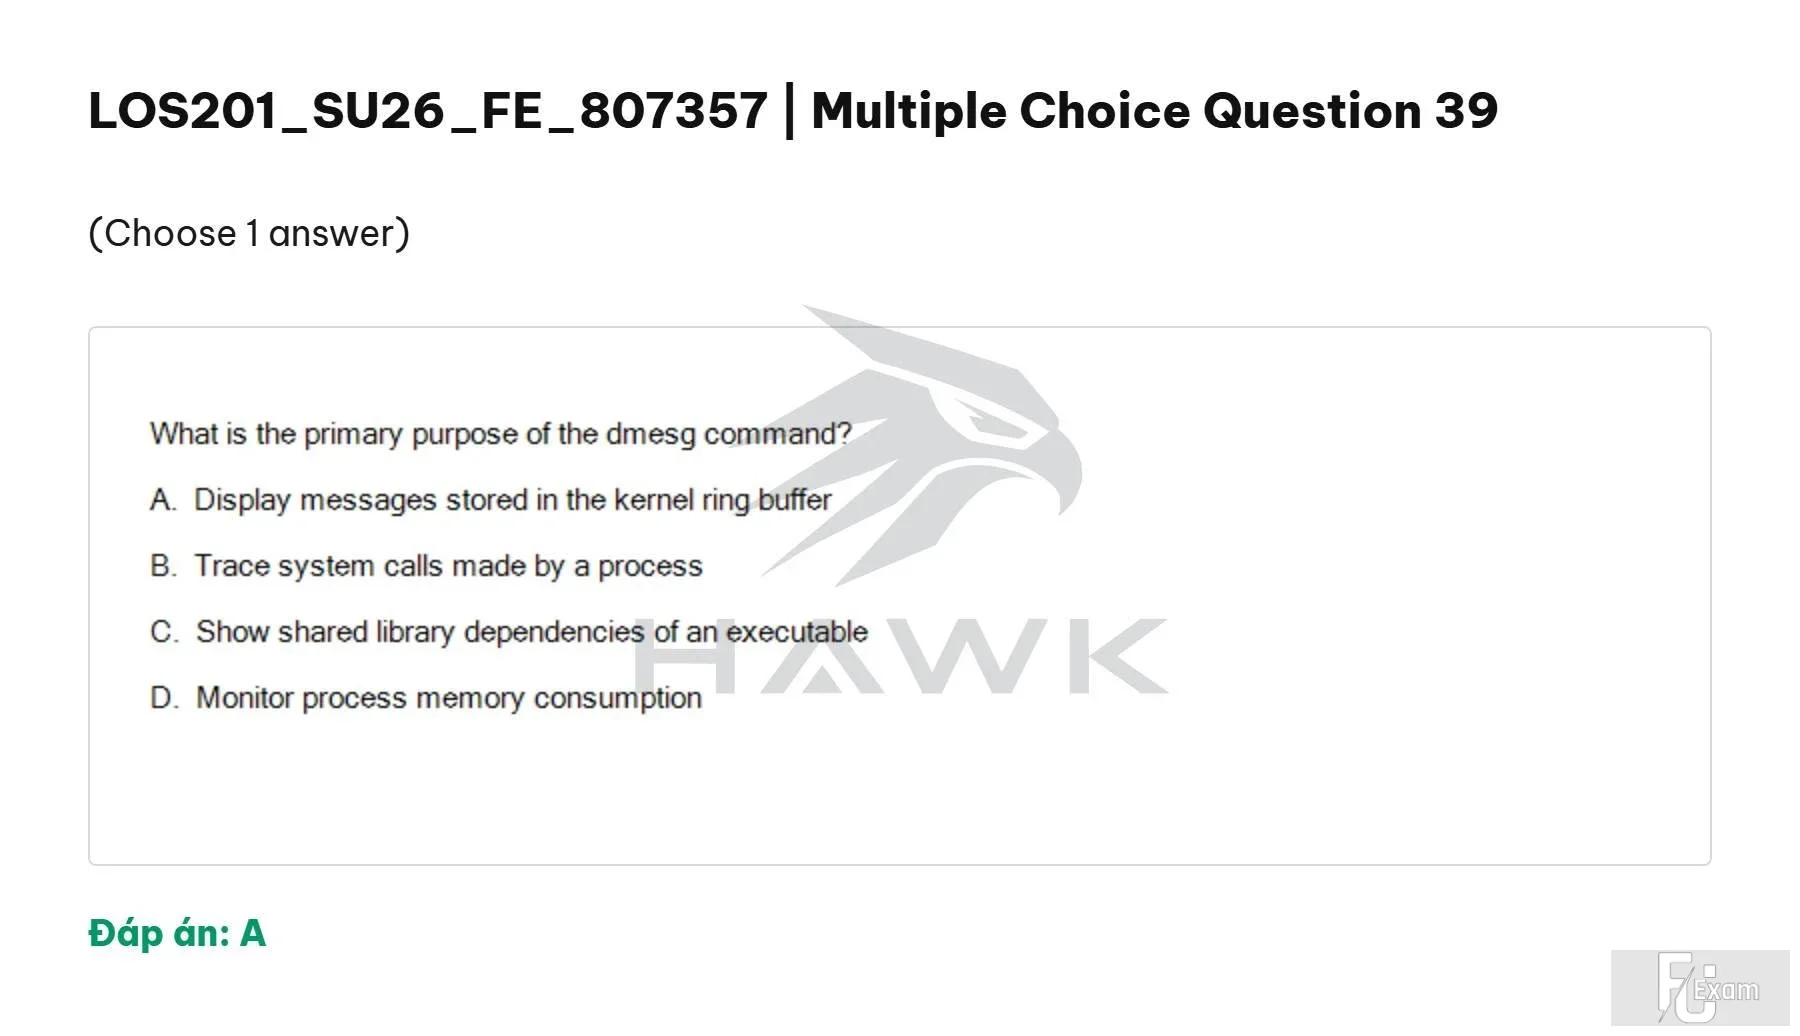 LOS201_SU26_FE_807357 | Multiple Choice Question 39
(Choose 1 answer)
What is the primary purpose of the dmesg command?
A. Display messages stored in the kernel ring buffer
B. Trace system calls made by a process
C. Show shared library dependencies of an executable
D. Monitor process memory consumption
HAWK
Đáp án: A
FU Exam